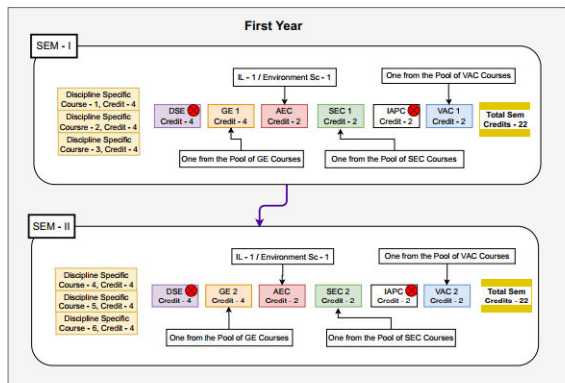 First Year
SEM - I
IL - 1 / Environment Sc - 1
One from the Pool of VAC Courses
Discipline Specific
Course - 1, Credit - 4
Discipline Specific
Coursre - 2, Credit - 4
Discipline Specific
Coursre - 3, Credit - 4
DSE
Credit - 4
GE 1
Credit - 4
AEC
Credit - 2
SEC 1
Credit - 2
IAPC
Credit - 2
VAC 1
Credit - 2
Total Sem
Credits - 22
One from the Pool of GE Courses
One from the Pool of SEC Courses
SEM - II
IL - 1 / Environment Sc - 1
One from the Pool of VAC Courses
Discipline Specific
Course - 4, Credit - 4
Discipline Specific
Course - 5, Credit - 4
Discipline Specific
Course - 6, Credit - 4
DSE
Credit - 4
GE 2
Credit - 4
AEC
Credit - 2
SEC 2
Credit - 2
IAPC
Credit - 2
VAC 2
Credit - 2
Total Sem
Credits - 22
One from the Pool of GE Courses
One from the Pool of SEC Courses